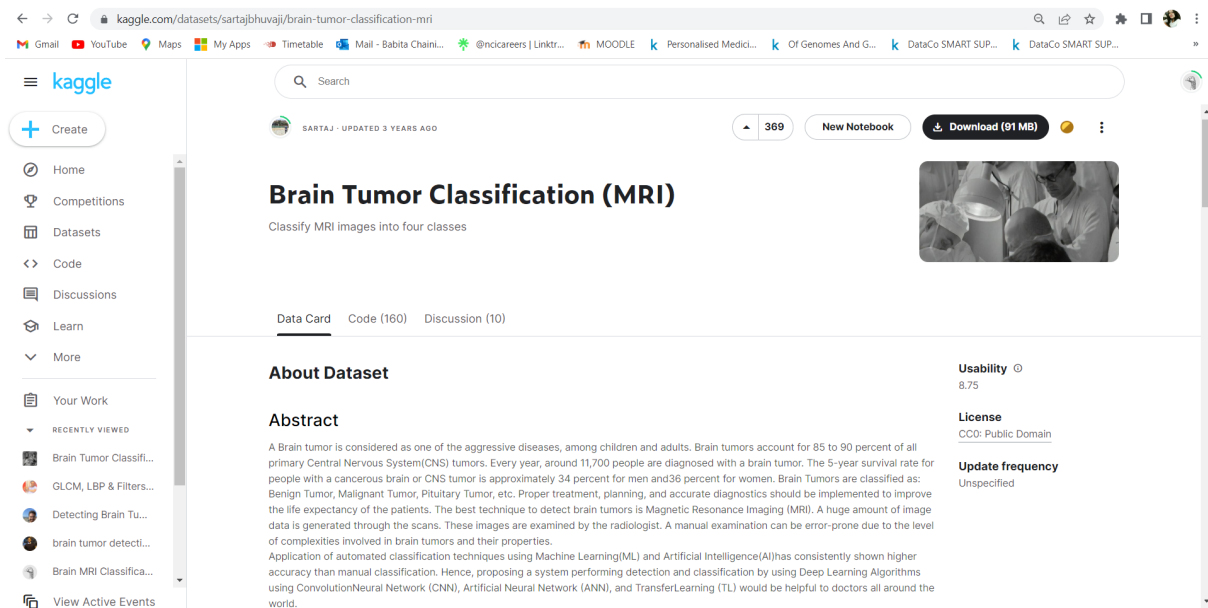 kaggle.com/datasets/sartajbhuvaji/brain-tumor-classification-mri
Gmail YouTube Maps My Apps Timetable Mail - Babita Chaini... @ncicareers | Linktr... MOODLE Personalised Medici... Of Genomes And G... DataCo SMART SUP... DataCo SMART SUP... »
kaggle
Search
Create
SARTAJ · UPDATED 3 YEARS AGO
369
New Notebook
Download (91 MB)
Home
Competitions
Datasets
Code
Discussions
Learn
More
Your Work
RECENTLY VIEWED
Brain Tumor Classifi...
GLCM, LBP & Filters...
Detecting Brain Tu...
brain tumor detecti...
Brain MRI Classifica...
View Active Events
Brain Tumor Classification (MRI)
Classify MRI images into four classes
Data Card Code (160) Discussion (10)
About Dataset
Abstract
A Brain tumor is considered as one of the aggressive diseases, among children and adults. Brain tumors account for 85 to 90 percent of all
primary Central Nervous System(CNS) tumors. Every year, around 11,700 people are diagnosed with a brain tumor. The 5-year survival rate for
people with a cancerous brain or CNS tumor is approximately 34 percent for men and36 percent for women. Brain Tumors are classified as:
Benign Tumor, Malignant Tumor, Pituitary Tumor, etc. Proper treatment, planning, and accurate diagnostics should be implemented to improve
the life expectancy of the patients. The best technique to detect brain tumors is Magnetic Resonance Imaging (MRI). A huge amount of image
data is generated through the scans. These images are examined by the radiologist. A manual examination can be error-prone due to the level
of complexities involved in brain tumors and their properties.
Application of automated classification techniques using Machine Learning(ML) and Artificial Intelligence(AI)has consistently shown higher
accuracy than manual classification. Hence, proposing a system performing detection and classification by using Deep Learning Algorithms
using ConvolutionNeural Network (CNN), Artificial Neural Network (ANN), and TransferLearning (TL) would be helpful to doctors all around the
world.
Usability
8.75
License
CC0: Public Domain
Update frequency
Unspecified